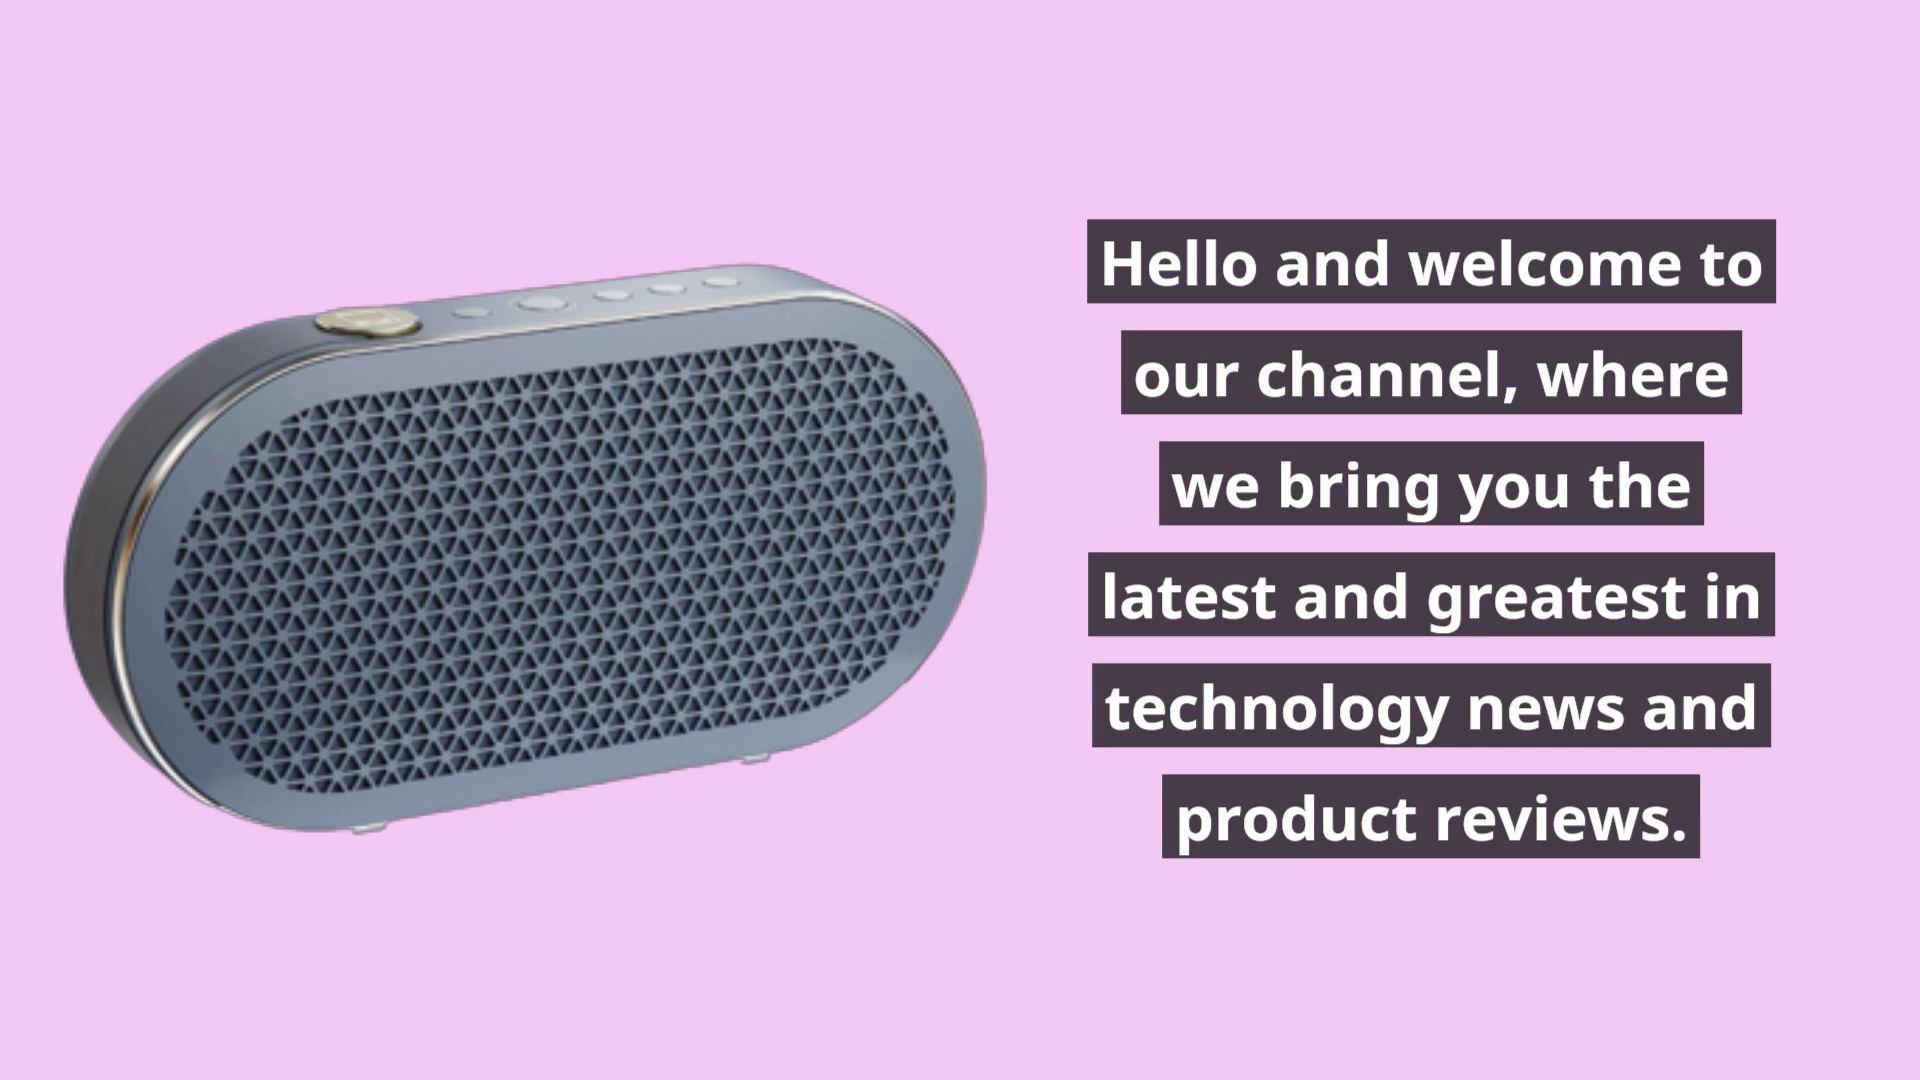 Hello and welcome to
our channel, where
we bring you the
latest and greatest in
technology news and
product reviews.